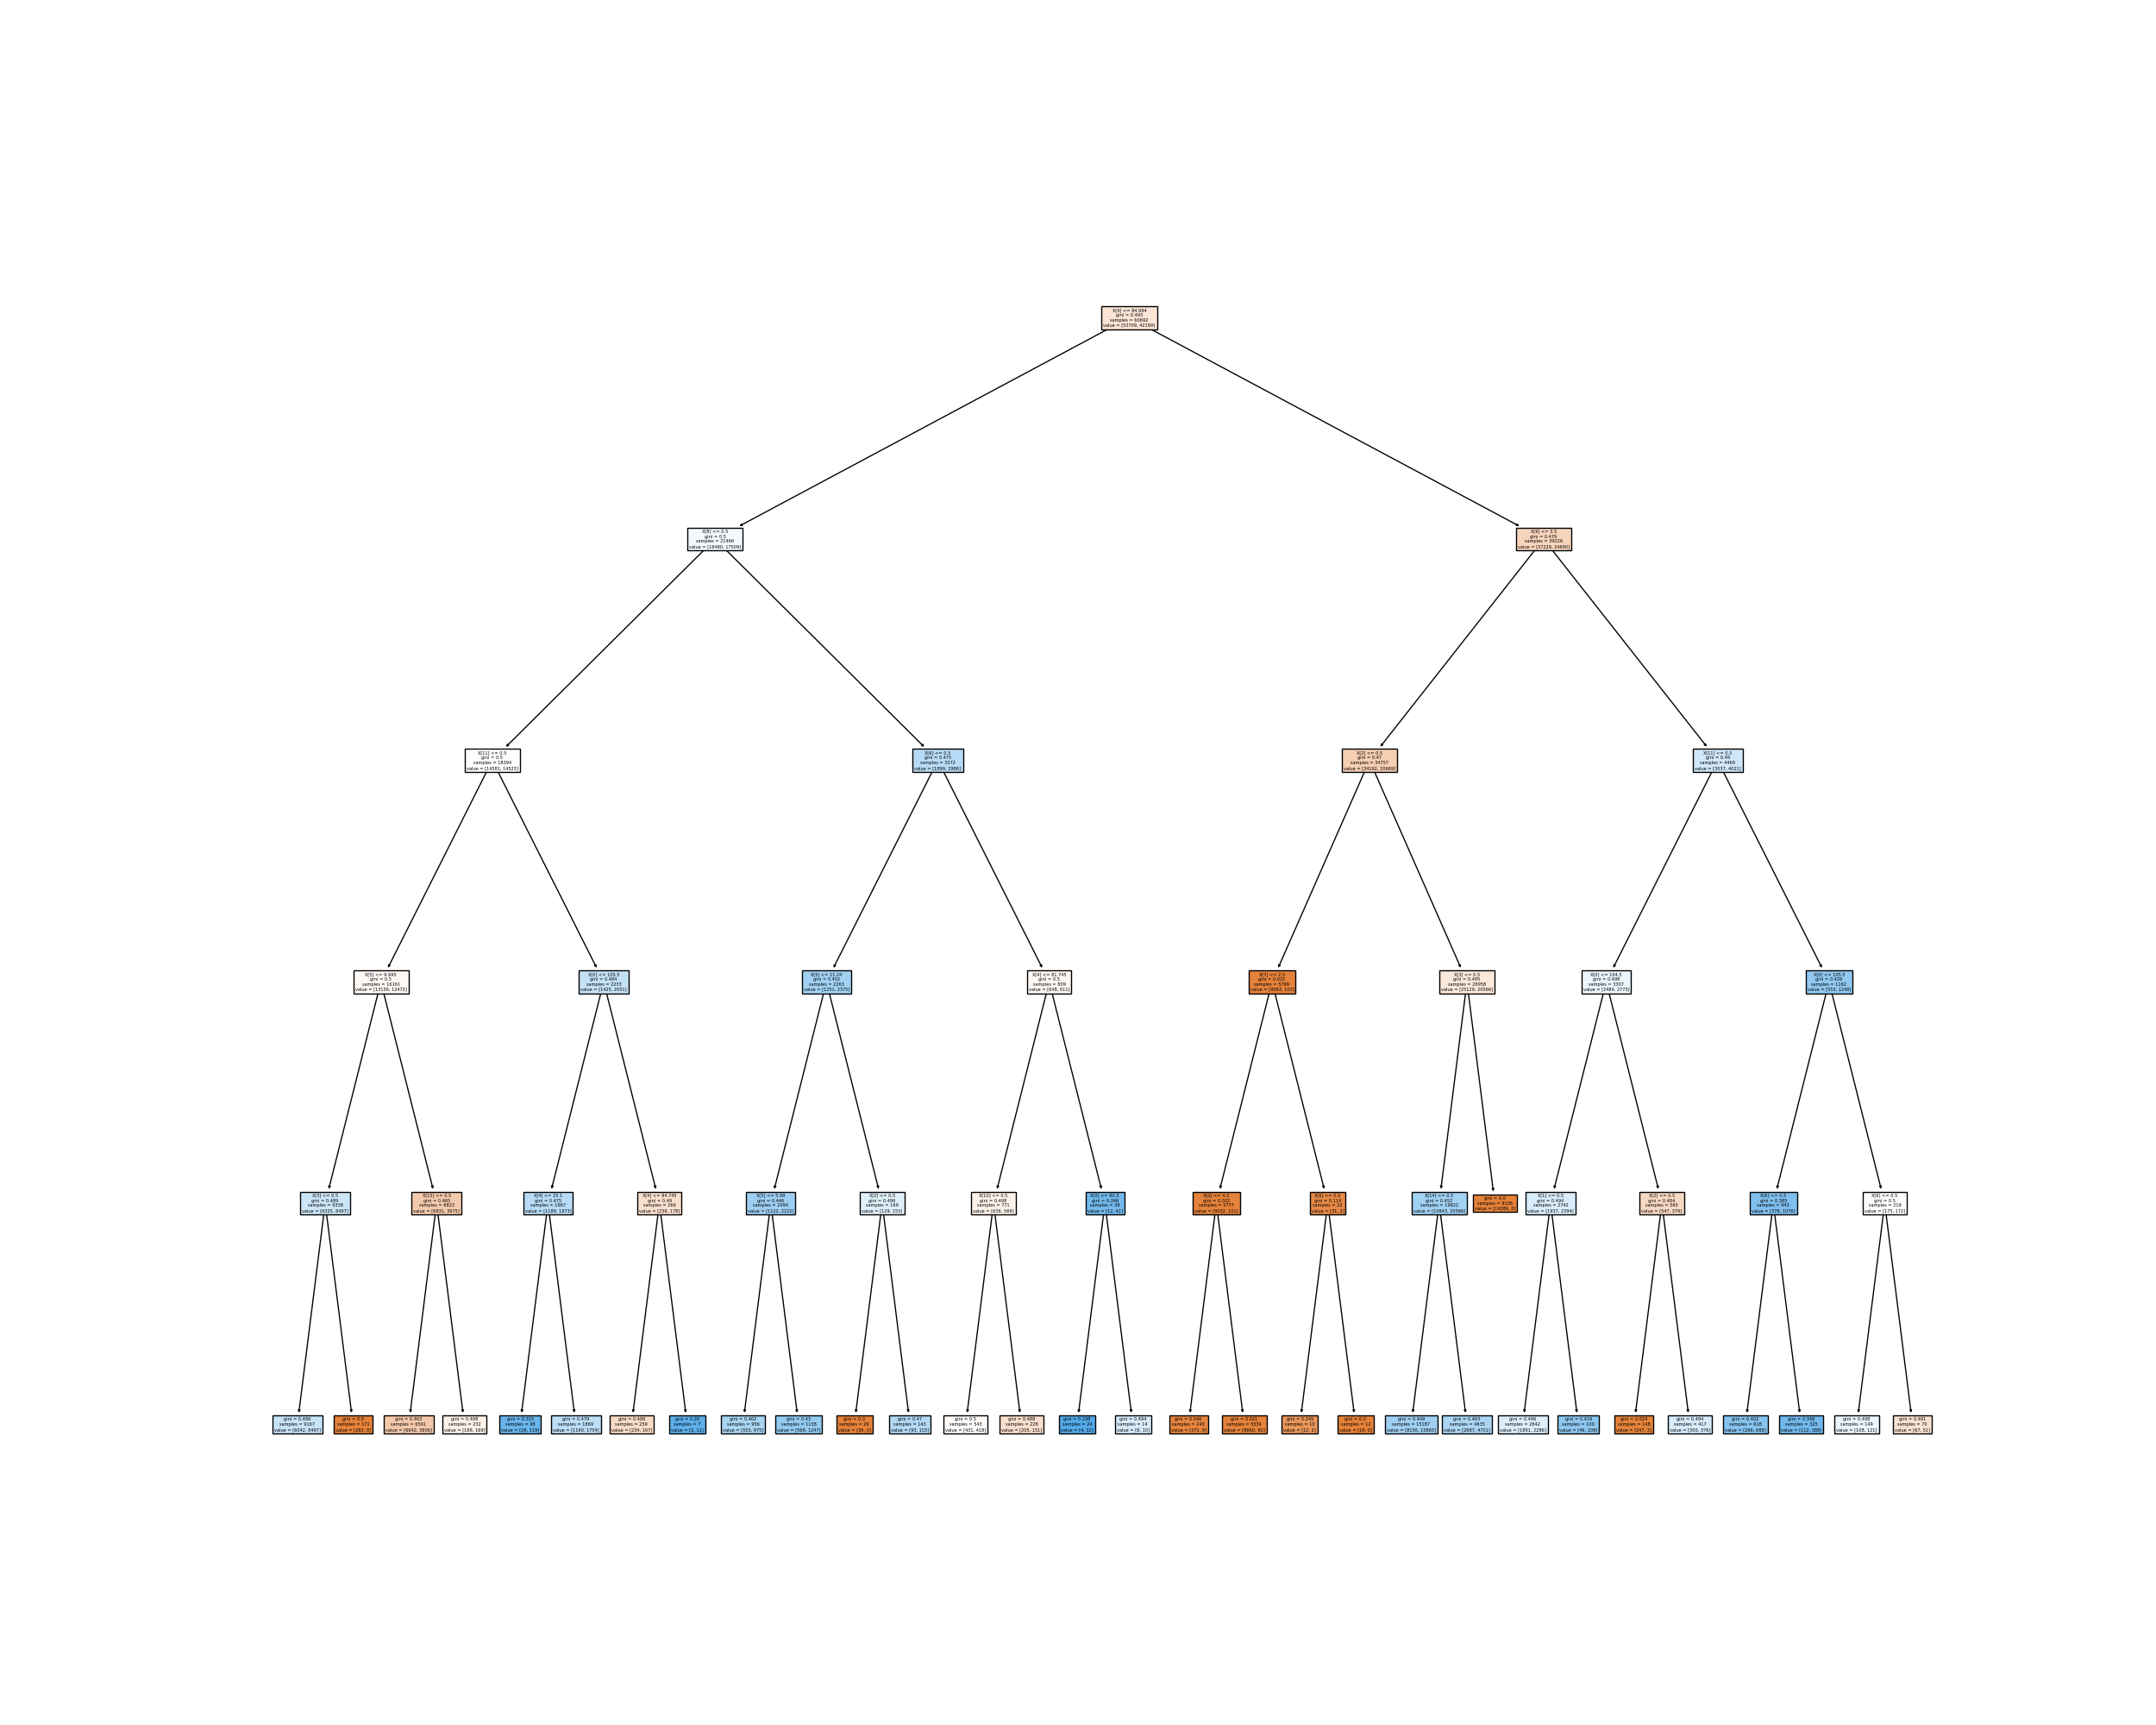 X[4] <= 84.994
gini = 0.493
samples = 60692
value = [53709, 42199]
X[8] <= 0.5
gini = 0.5
samples = 21466
value = [16480, 17509]
X[9] <= 3.5
gini = 0.479
samples = 39226
value = [37229, 24690]
X[11] <= 0.5
gini = 0.5
samples = 18394
value = [14581, 14523]
X[6] <= 0.5
gini = 0.475
samples = 3072
value = [1899, 2986]
X[2] <= 0.5
gini = 0.47
samples = 34757
value = [34192, 20669]
X[11] <= 0.5
gini = 0.49
samples = 4469
value = [3037, 4021]
X[5] <= 9.995
gini = 0.5
samples = 16161
value = [13156, 12472]
X[0] <= 105.5
gini = 0.484
samples = 2233
value = [1425, 2051]
X[5] <= 11.24
gini = 0.452
samples = 2263
value = [1251, 2375]
X[4] <= 81.745
gini = 0.5
samples = 809
value = [648, 611]
X[7] <= 2.5
gini = 0.022
samples = 5799
value = [9063, 103]
X[3] <= 0.5
gini = 0.495
samples = 28958
value = [25129, 20566]
X[0] <= 104.5
gini = 0.498
samples = 3307
value = [2484, 2773]
X[0] <= 105.5
gini = 0.426
samples = 1162
value = [553, 1248]
X[3] <= 0.5
gini = 0.489
samples = 9338
value = [6325, 8497]
X[15] <= 0.5
gini = 0.465
samples = 6823
value = [6831, 3975]
X[4] <= 25.1
gini = 0.475
samples = 1967
value = [1189, 1873]
X[4] <= 84.745
gini = 0.49
samples = 266
value = [236, 178]
X[5] <= 5.99
gini = 0.446
samples = 2094
value = [1122, 2222]
X[2] <= 0.5
gini = 0.496
samples = 169
value = [129, 153]
X[10] <= 0.5
gini = 0.498
samples = 771
value = [636, 569]
X[0] <= 80.5
gini = 0.346
samples = 38
value = [12, 42]
gini = 0.022
samples = 5777
value = [9032, 101]
gini = 0.114
samples = 22
value = [31, 2]
X[14] <= 0.5
gini = 0.452
samples = 19822
value = [10843, 20566]
gini = 0.0
samples = 9136
value = [14286, 0]
X[1] <= 0.5
gini = 0.494
samples = 2742
value = [1937, 2394]
X[2] <= 0.5
gini = 0.484
samples = 565
value = [547, 379]
gini = 0.385
samples = 943
value = [378, 1076]
gini = 0.5
samples = 219
value = [175, 172]
gini = 0.486
samples = 9167
value = [6042, 8497]
gini = 0.0
samples = 171
value = [283, 0]
gini = 0.463
samples = 6591
value = [6642, 3806]
gini = 0.498
samples = 232
value = [189, 169]
gini = 0.315
samples = 98
value = [29, 119]
gini = 0.479
samples = 1869
value = [1160, 1754]
gini = 0.486
samples = 259
value = [234, 167]
gini = 0.26
samples = 7
value = [2, 11]
gini = 0.462
samples = 956
value = [553, 975]
gini = 0.43
samples = 1138
value = [569, 1247]
gini = 0.0
samples = 26
value = [36, 0]
gini = 0.47
samples = 143
value = [93, 153]
gini = 0.5
samples = 543
value = [431, 418]
gini = 0.488
samples = 228
value = [205, 151]
gini = 0.198
samples = 24
value = [4, 32]
gini = 0.494
samples = 14
value = [8, 10]
gini = 0.046
samples = 243
value = [372, 9]
gini = 0.021
samples = 5534
value = [8660, 92]
gini = 0.245
samples = 10
value = [12, 2]
gini = 0.0
samples = 12
value = [19, 0]
gini = 0.449
samples = 15187
value = [8156, 15865]
gini = 0.463
samples = 4635
value = [2687, 4701]
gini = 0.496
samples = 2642
value = [1891, 2286]
gini = 0.419
samples = 100
value = [46, 108]
gini = 0.024
samples = 148
value = [247, 3]
gini = 0.494
samples = 417
value = [300, 376]
gini = 0.402
samples = 618
value = [266, 688]
gini = 0.348
samples = 325
value = [112, 388]
gini = 0.498
samples = 149
value = [108, 121]
gini = 0.491
samples = 70
value = [67, 51]